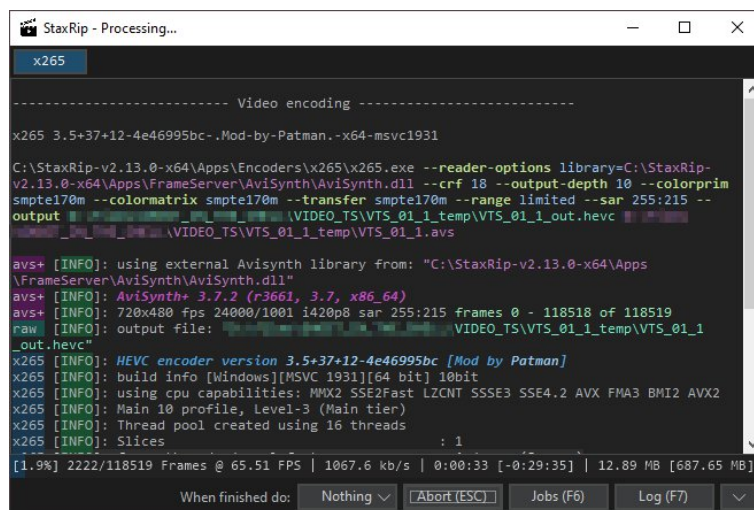 StaxRip - Processing...
x265
--------------------------- Video encoding ---------------------------
x265 3.5+37+12-4e46995bc-.Mod-by-Patman.-x64-msvc1931
C:\StaxRip-v2.13.0-x64\Apps\Encoders\x265\x265.exe --reader-options library=C:\StaxRip-
v2.13.0-x64\Apps\FrameServer\AviSynth\AviSynth.dll --crf 18 --output-depth 10 --colorprim
smpte170m --colormatrix smpte170m --transfer smpte170m --range limited --sar 255:215 --
output \VIDEO_TS\VTS_01_1_temp\VTS_01_1_out.hevc
\VIDEO_TS\VTS_01_1_temp\VTS_01_1.avs
avs+ [INFO]: using external Avisynth library from: "C:\StaxRip-v2.13.0-x64\Apps
\FrameServer\AviSynth\AviSynth.dll"
avs+ [INFO]: AviSynth+ 3.7.2 (r3661, 3.7, x86_64)
avs+ [INFO]: 720x480 fps 24000/1001 i420p8 sar 255:215 frames 0 - 118518 of 118519
raw [INFO]: output file: VIDEO_TS\VTS_01_1_temp\VTS_01_1
_out.hevc"
x265 [INFO]: HEVC encoder version 3.5+37+12-4e46995bc [Mod by Patman]
x265 [INFO]: build info [Windows][MSVC 1931][64 bit] 10bit
x265 [INFO]: using cpu capabilities: MMX2 SSE2Fast LZCNT SSSE3 SSE4.2 AVX FMA3 BMI2 AVX2
x265 [INFO]: Main 10 profile, Level-3 (Main tier)
x265 [INFO]: Thread pool created using 16 threads
x265 [INFO]: Slices : 1
[1.9%] 2222/118519 Frames @ 65.51 FPS | 1067.6 kb/s | 0:00:33 [-0:29:35] | 12.89 MB [687.65 MB]
When finished do: Nothing Abort (ESC) Jobs (F6) Log (F7)